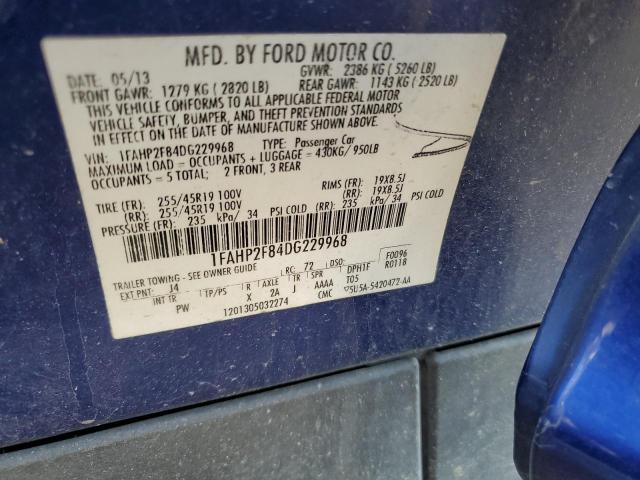 MFD. BY FORD MOTOR CO.
DATE: 05/13 GVWR: 2386 KG ( 5260 LB)
FRONT GAWR: 1279 KG ( 2820 LB) REAR GAWR: 1143 KG ( 2520 LB)
THIS VEHICLE CONFORMS TO ALL APPLICABLE FEDERAL MOTOR
VEHICLE SAFETY, BUMPER, AND THEFT PREVENTION STANDARDS
IN EFFECT ON THE DATE OF MANUFACTURE SHOWN ABOVE.
VIN: 1FAHP2F84DG229968 TYPE: Passenger Car
MAXIMUM LOAD = OCCUPANTS + LUGGAGE = 430KG/ 950LB
OCCUPANTS = 5 TOTAL; 2 FRONT, 3 REAR
TIRE (FR): 255/45R19 100V RIMS (FR): 19X8.5J
(RR): 255/45R19 100V (RR): 19X8.5J
PRESSURE (FR): 235 kPa/ 34 PSI COLD (RR): 235 kPa/ 34 PSI COLD
1FAHP2F84DG229968
TRAILER TOWING - SEE OWNER GUIDE LRC: 72 DSO: F0096
EXT PNT: J4 INT TR TP/PS R AXLE TR SPR DPH1F R0118
PW X 2A J AAAA T05
1201305032274 CMC 5U5A-5420472-AA